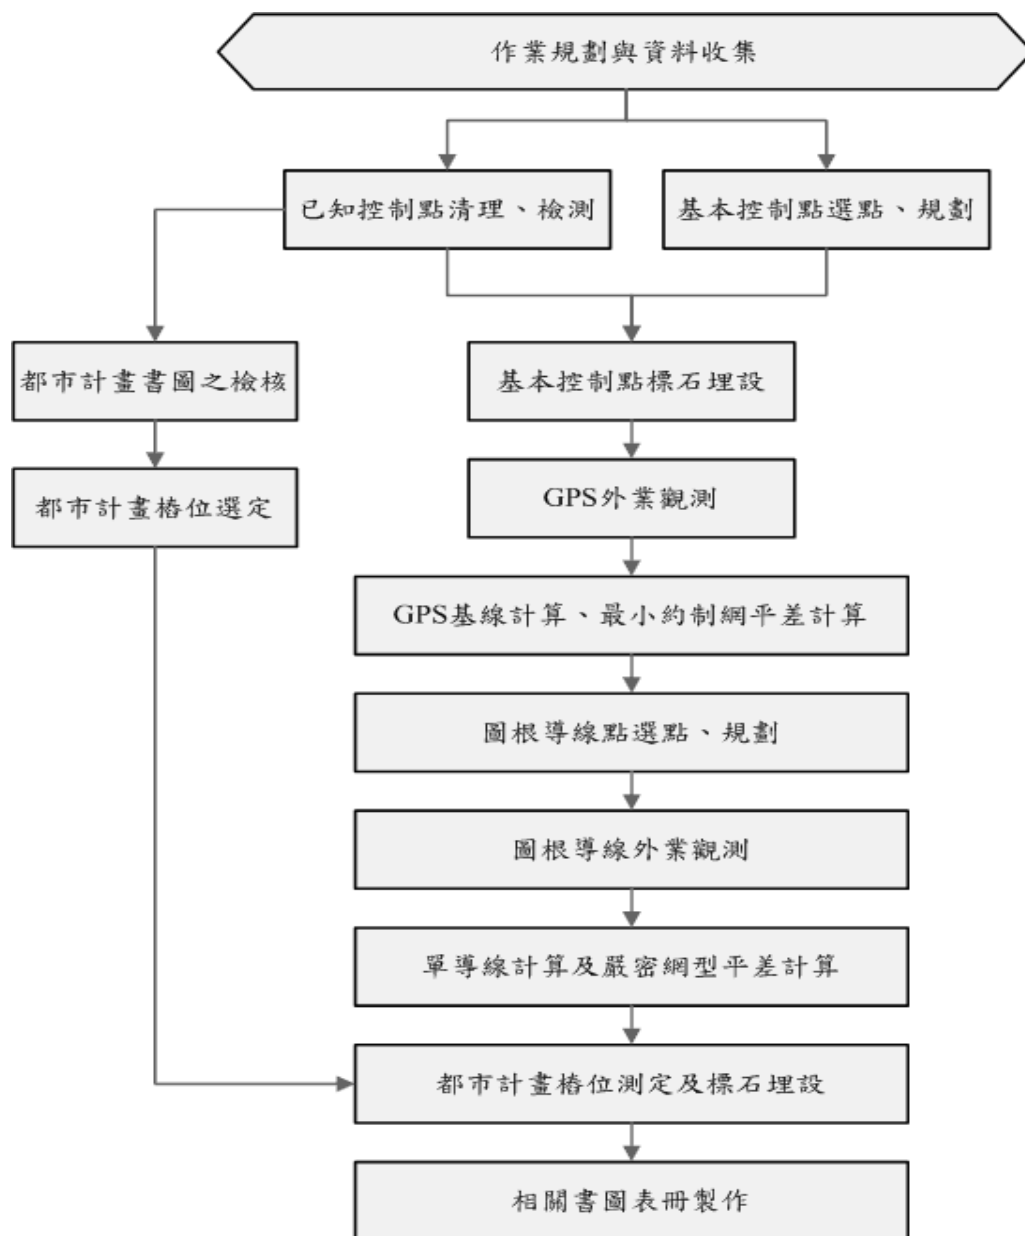 作業規劃與資料收集
已知控制點清理、檢測
基本控制點選點、規劃
都市計畫書圖之檢核
基本控制點標石埋設
都市計畫樁位選定
GPS外業觀測
GPS基線計算、最小約制網平差計算
圖根導線點選點、規劃
圖根導線外業觀測
單導線計算及嚴密網型平差計算
都市計畫樁位測定及標石埋設
相關書圖表冊製作